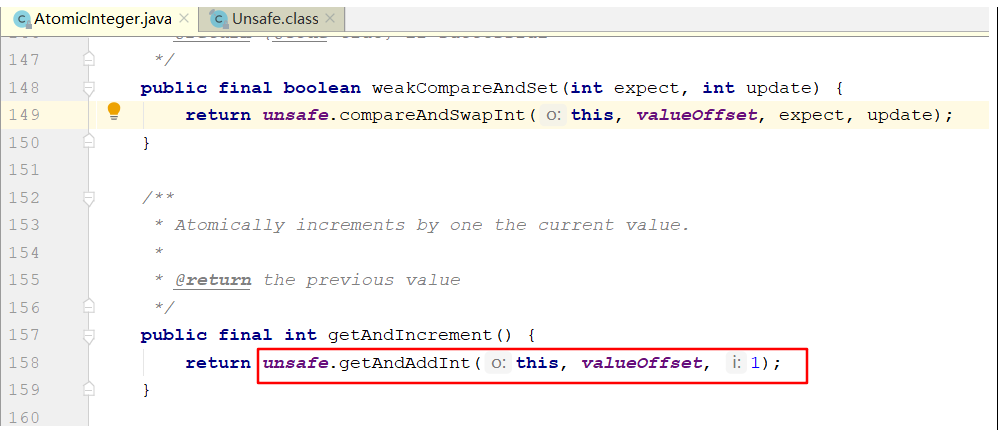 AtomicInteger.java Unsafe.class
147 */
148 public final boolean weakCompareAndSet(int expect, int update) {
149 return unsafe.compareAndSwapInt( o: this, valueOffset, expect, update);
150 }
151
152 /**
153 * Atomically increments by one the current value.
154 *
155 * @return the previous value
156 */
157 public final int getAndIncrement() {
158 return unsafe.getAndAddInt( o: this, valueOffset, i: 1);
159 }
160